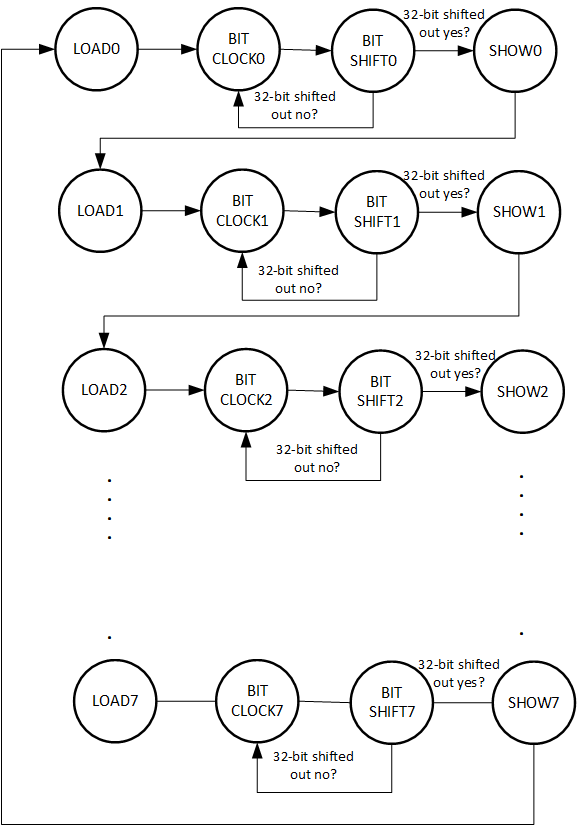 32-bit shifted
out yes?
LOAD0
BIT
CLOCK0
BIT
SHIFT0
SHOW0
32-bit shifted
out no?
32-bit shifted
out yes?
LOAD1
BIT
CLOCK1
BIT
SHIFT1
SHOW1
32-bit shifted
out no?
32-bit shifted
out yes?
LOAD2
BIT
CLOCK2
BIT
SHIFT2
SHOW2
32-bit shifted
out no?
32-bit shifted
out yes?
LOAD7
BIT
CLOCK7
BIT
SHIFT7
SHOW7
32-bit shifted
out no?